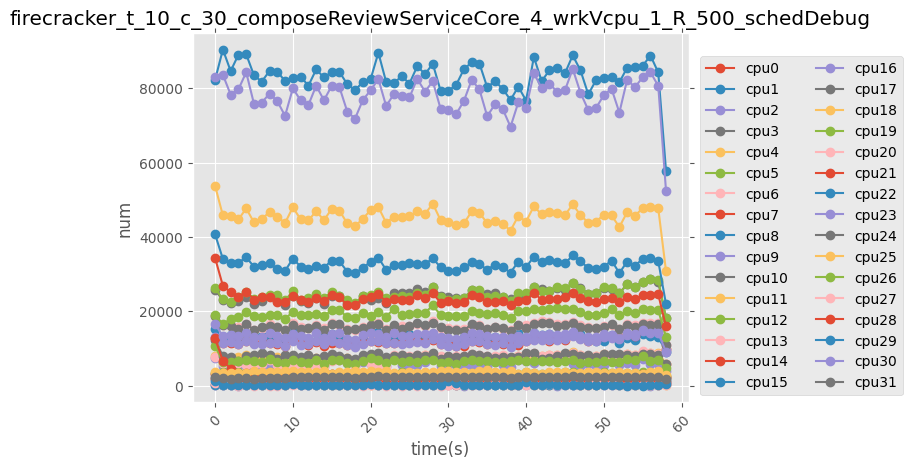 firecracker_t_10_c_30_composeReviewServiceCore_4_wrkVcpu_1_R_500_schedDebug
num
80000
60000
40000
20000
0
0
10
20
30
40
50
60
time(s)
cpu0
cpu1
cpu2
cpu3
cpu4
cpu5
cpu6
cpu7
cpu8
cpu9
cpu10
cpu11
cpu12
cpu13
cpu14
cpu15
cpu16
cpu17
cpu18
cpu19
cpu20
cpu21
cpu22
cpu23
cpu24
cpu25
cpu26
cpu27
cpu28
cpu29
cpu30
cpu31